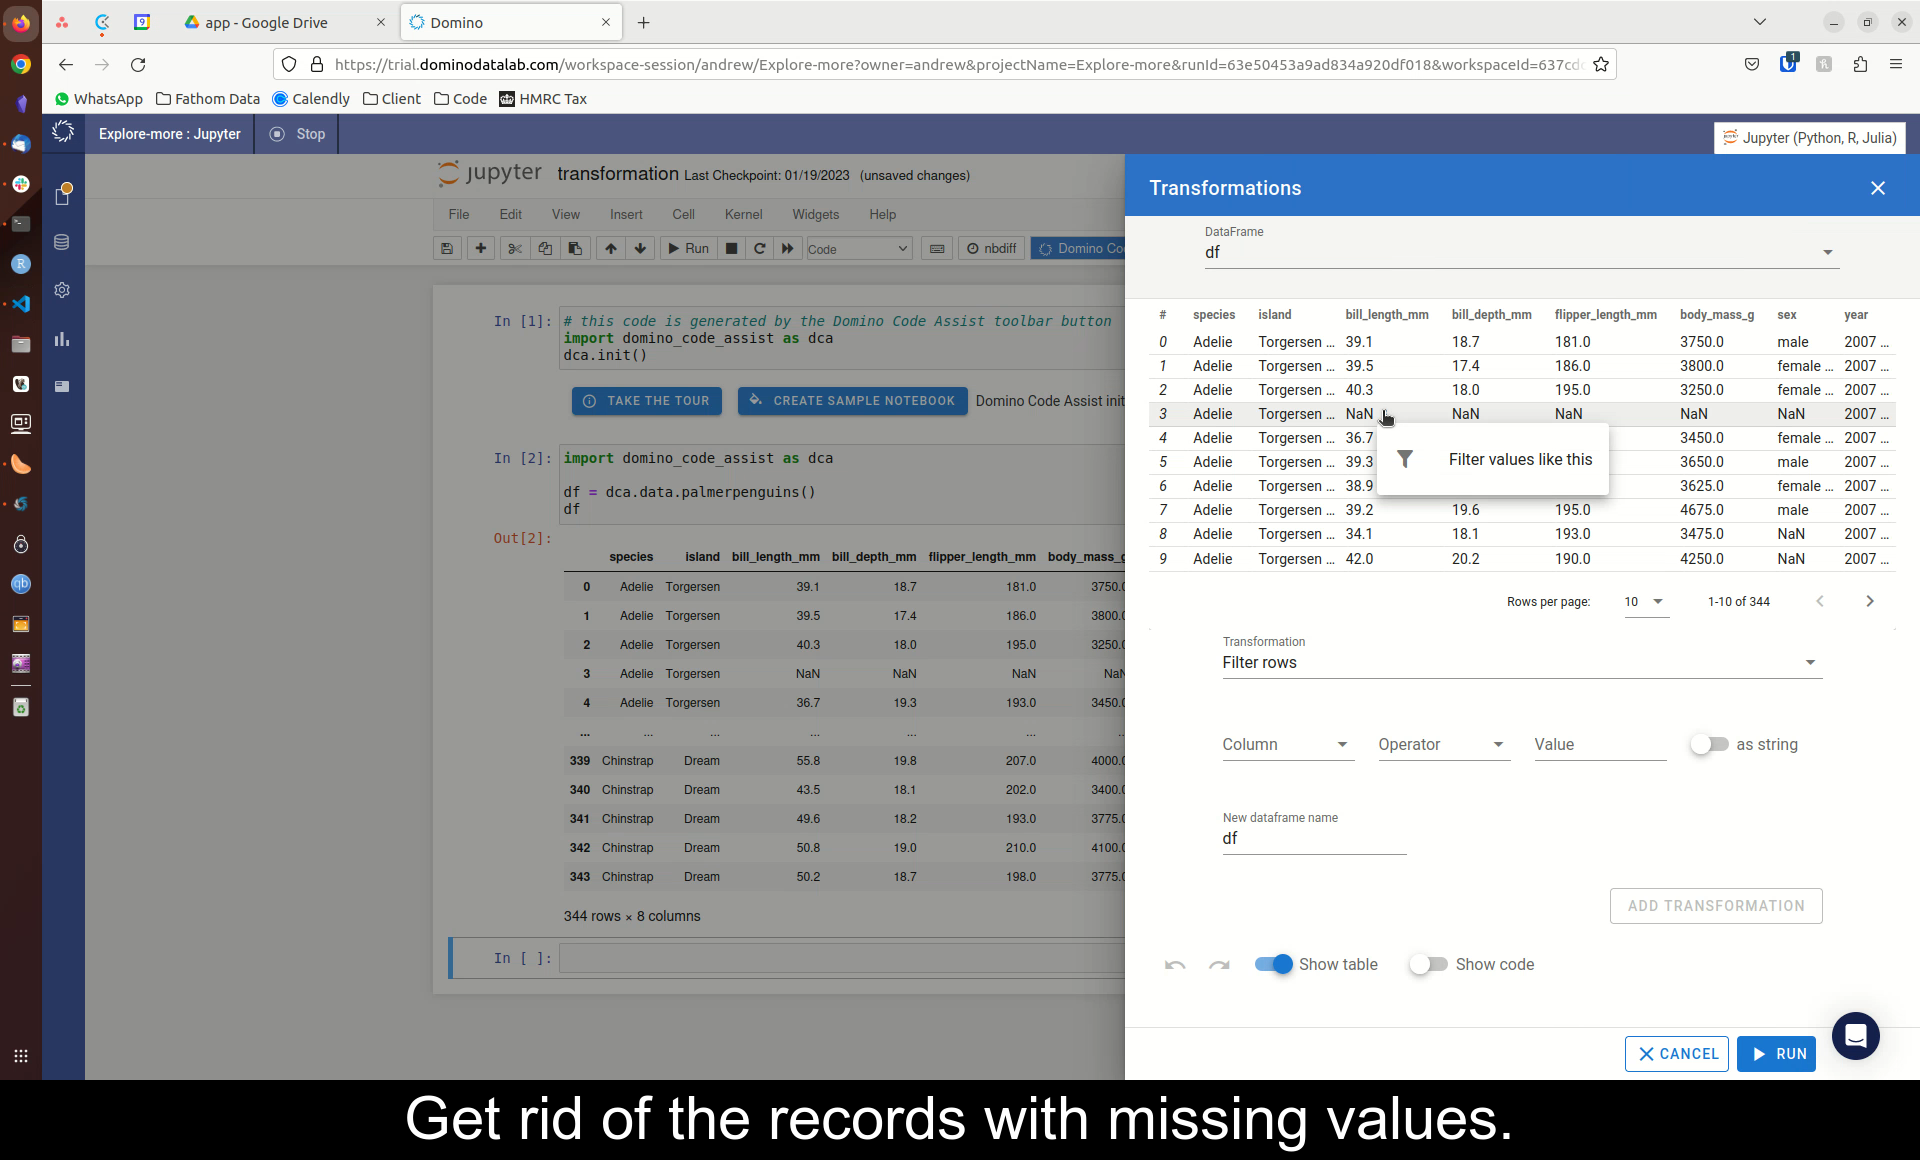 9
app - Google Drive
Domino
https://trial.dominodatalab.com/workspace-session/andrew/Explore-more?owner=andrew&projectName=Explore-more&runId=63e50453a9ad834a920df018&workspaceId=637cd
1
WhatsApp Fathom Data Calendly Client Code HMRC Tax
Explore-more : Jupyter Stop
Jupyter (Python, R, Julia)
jupyter transformation Last Checkpoint: 01/19/2023 (unsaved changes)
File Edit View Insert Cell Kernel Widgets Help
Run Code nbdiff Domino Co
In [1]: # this code is generated by the Domino Code Assist toolbar button
import domino_code_assist as dca
dca.init()
TAKE THE TOUR CREATE SAMPLE NOTEBOOK Domino Code Assist init
In [2]: import domino_code_assist as dca
df = dca.data.palmerpenguins()
df
Out[2]:
species island bill_length_mm bill_depth_mm flipper_length_mm body_mass_g
0 Adelie Torgersen 39.1 18.7 181.0 3750.0
1 Adelie Torgersen 39.5 17.4 186.0 3800.0
2 Adelie Torgersen 40.3 18.0 195.0 3250.0
3 Adelie Torgersen NaN NaN NaN NaN
4 Adelie Torgersen 36.7 19.3 193.0 3450.0
... ... ... ... ... ... ...
339 Chinstrap Dream 55.8 19.8 207.0 4000.0
340 Chinstrap Dream 43.5 18.1 202.0 3400.0
341 Chinstrap Dream 49.6 18.2 193.0 3775.0
342 Chinstrap Dream 50.8 19.0 210.0 4100.0
343 Chinstrap Dream 50.2 18.7 198.0 3775.0
344 rows × 8 columns
In [ ]:
Transformations
DataFrame
df
# species island bill_length_mm bill_depth_mm flipper_length_mm body_mass_g sex year
0 Adelie Torgersen ... 39.1 18.7 181.0 3750.0 male 2007 ...
1 Adelie Torgersen ... 39.5 17.4 186.0 3800.0 female ... 2007 ...
2 Adelie Torgersen ... 40.3 18.0 195.0 3250.0 female ... 2007 ...
3 Adelie Torgersen ... NaN NaN NaN NaN NaN 2007 ...
4 Adelie Torgersen ... 36.7 3450.0 female ... 2007 ...
5 Adelie Torgersen ... 39.3 3650.0 male 2007 ...
Filter values like this
6 Adelie Torgersen ... 38.9 3625.0 female ... 2007 ...
7 Adelie Torgersen ... 39.2 19.6 195.0 4675.0 male 2007 ...
8 Adelie Torgersen ... 34.1 18.1 193.0 3475.0 NaN 2007 ...
9 Adelie Torgersen ... 42.0 20.2 190.0 4250.0 NaN 2007 ...
Rows per page: 10 1-10 of 344
Transformation
Filter rows
Column Operator Value as string
New dataframe name
df
ADD TRANSFORMATION
Show table Show code
CANCEL RUN
Get rid of the records with missing values.